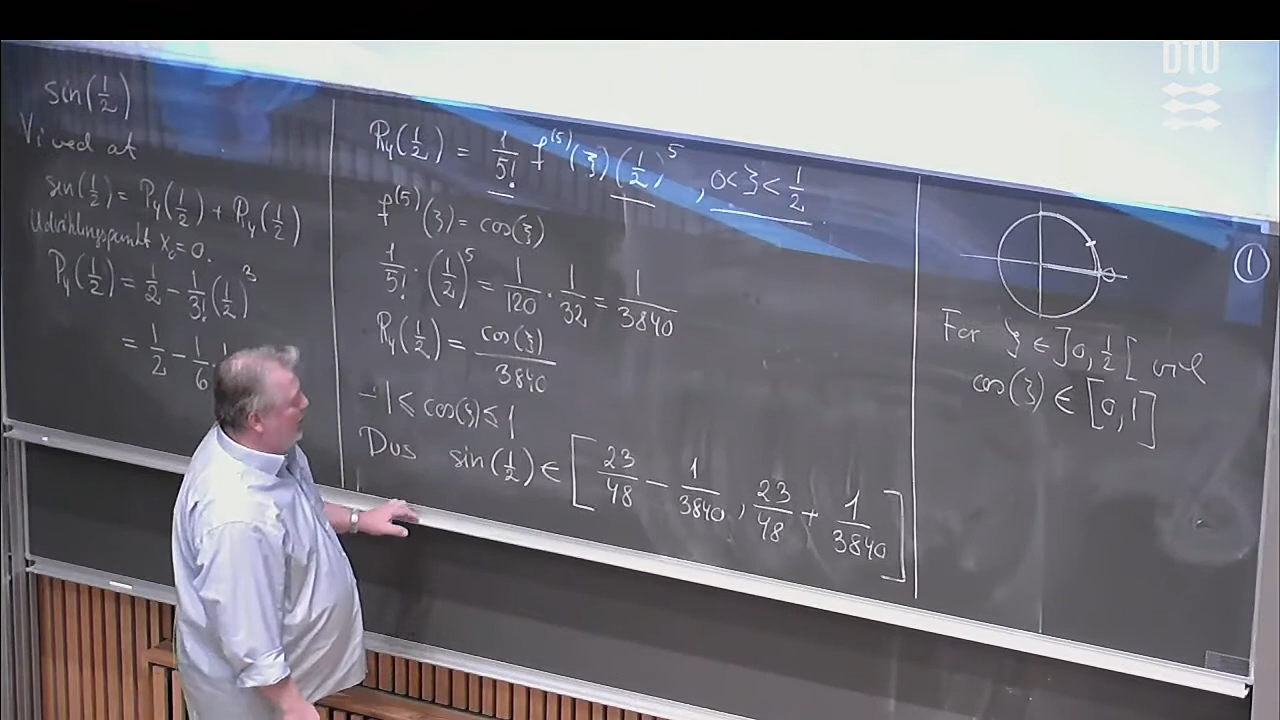 DTU
sin(1/2)
Vi ved at
sin(1/2) = P₄(1/2) + R₄(1/2)
Udviklingspunkt x₀ = 0.
P₄(1/2) = 1/2 - 1/3! (1/2)³
= 1/2 - 1/6
R₄(1/2) = 1/5! f⁽⁵⁾(ξ)(1/2)⁵, 0 < ξ < 1/2
f⁽⁵⁾(ξ) = cos(ξ)
1/5! · (1/2)⁵ = 1/120 · 1/32 = 1/3840
R₄(1/2) = cos(ξ)/3840
-1 ≤ cos(ξ) ≤ 1
Dvs sin(1/2) ∈ [23/48 - 1/3840, 23/48 + 1/3840]
①
For ξ ∈ ]0, 1/2[ vil
cos(ξ) ∈ [0, 1]